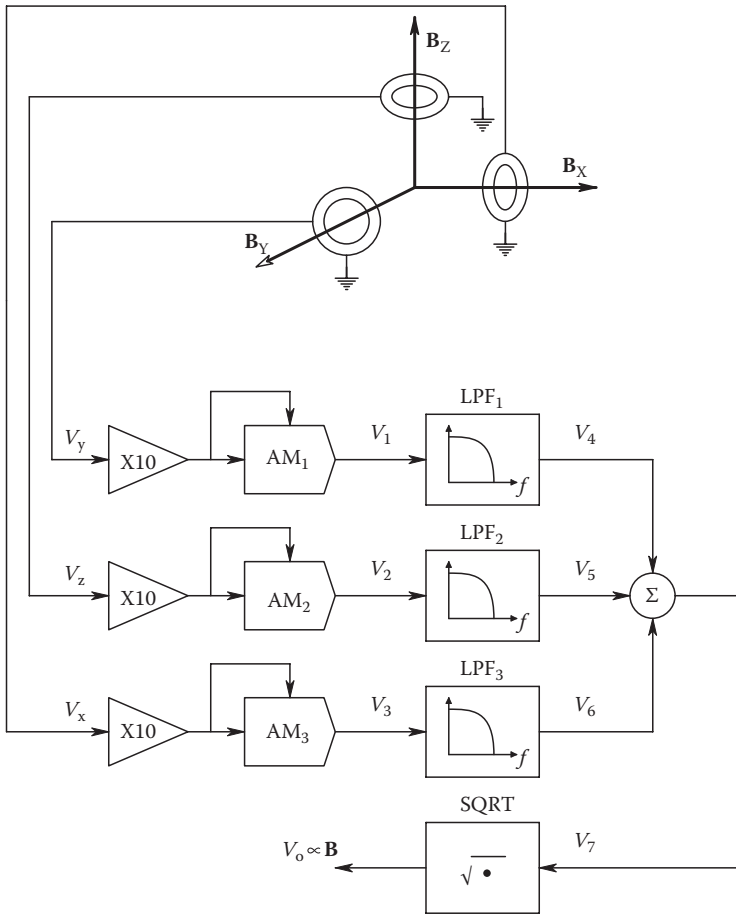 B_Z
B_X
B_Y
LPF_1
V_y X10 AM_1 V_1 f V_4
LPF_2
V_z X10 AM_2 V_2 f V_5 Σ
LPF_3
V_x X10 AM_3 V_3 f V_6
SQRT
V_o ∝ B √• V_7